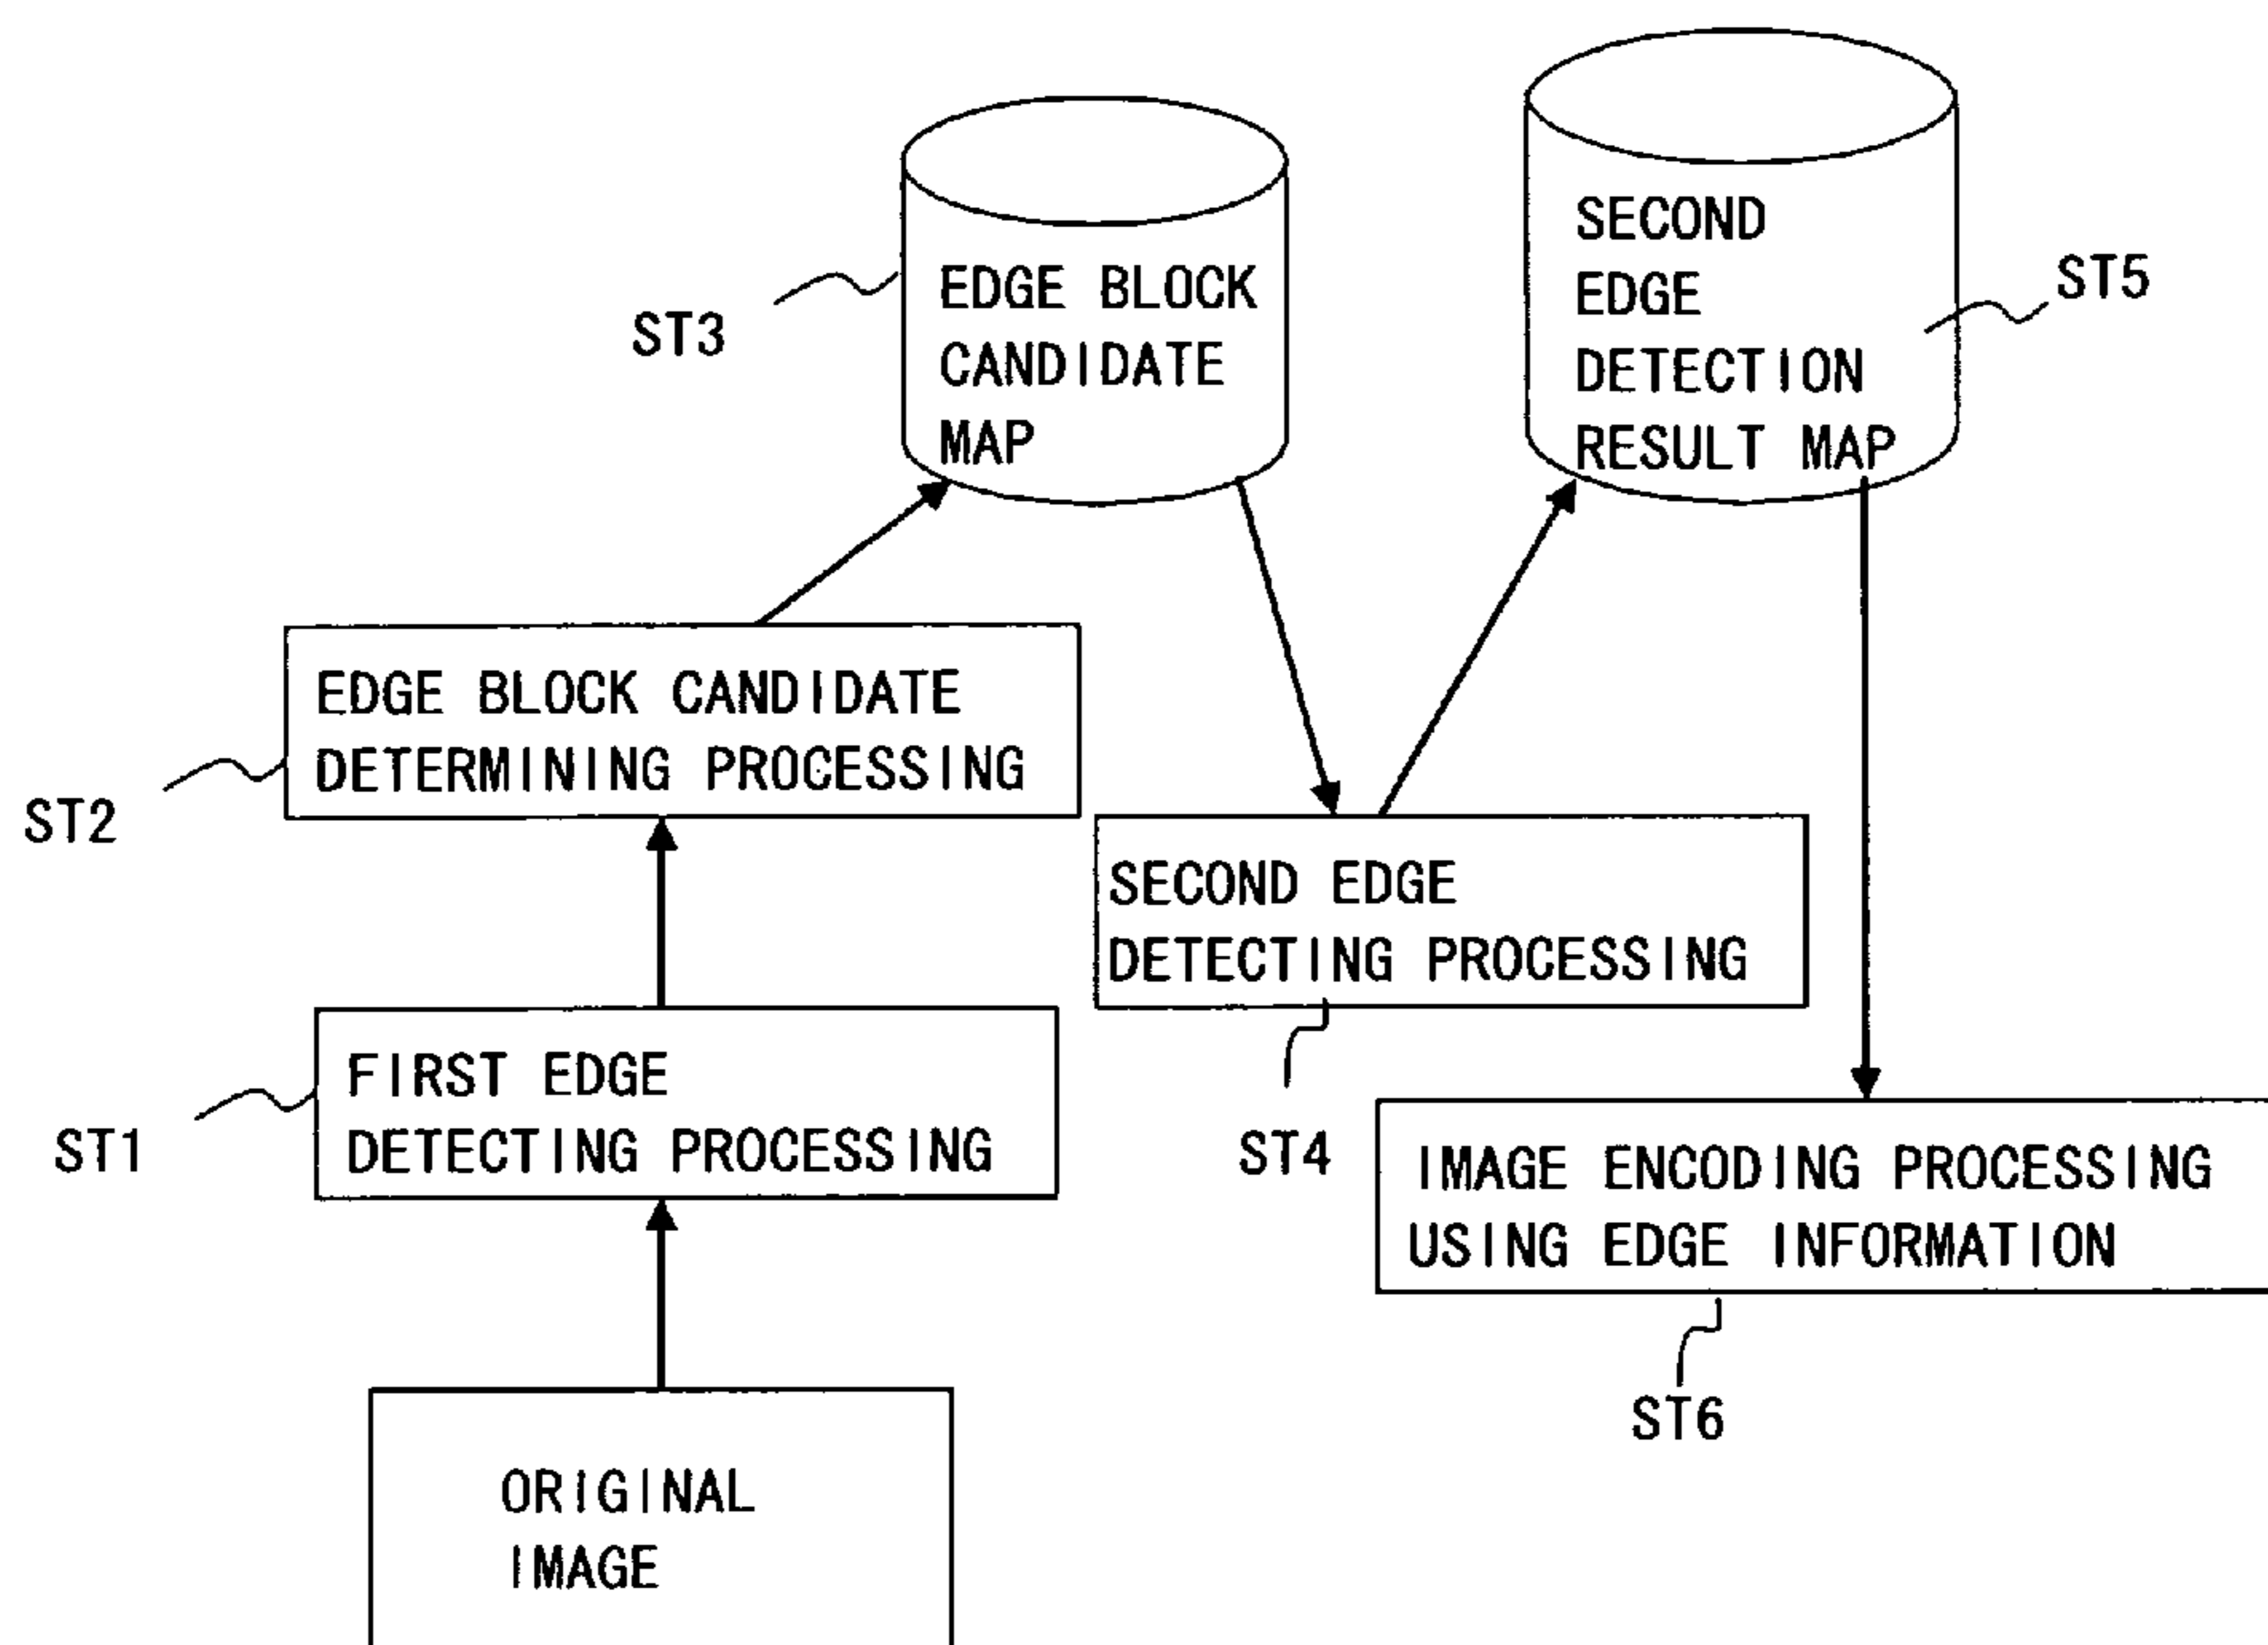 SECOND
EDGE
DETECTION
RESULT MAP
ST5
EDGE BLOCK
CANDIDATE
MAP
ST3
EDGE BLOCK CANDIDATE
DETERMINING PROCESSING
ST2
SECOND EDGE
DETECTING PROCESSING
ST4
FIRST EDGE
DETECTING PROCESSING
ST1
IMAGE ENCODING PROCESSING
USING EDGE INFORMATION
ST6
ORIGINAL
IMAGE